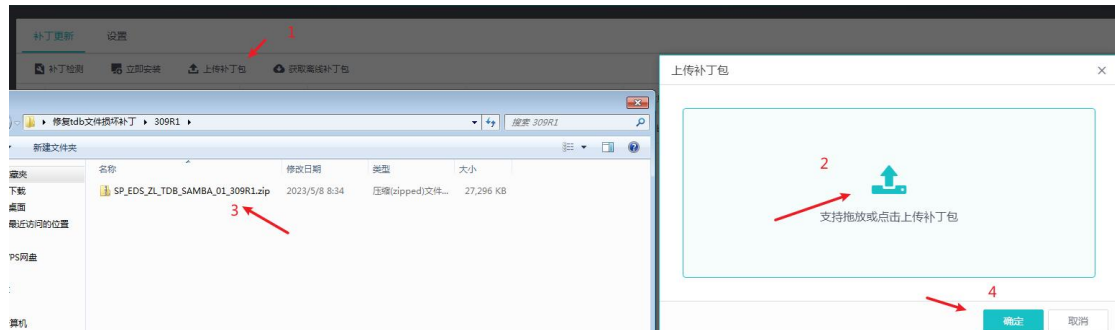 补丁更新 设置 1
补丁检测 立即安装 上传补丁包 获取离线补丁包
上传补丁包
修复tdb文件损坏补丁 309R1 搜索 309R1
新建文件夹
名称 修改日期 类型 大小
藏夹
下载
SP_EDS_ZL_TDB_SAMBA_01_309R1.zip 2023/5/8 8:34 压缩(zipped)文件... 27,296 KB
桌面
3
最近访问的位置
PS网盘
算机
2
支持拖放或点击上传补丁包
4
确定 取消